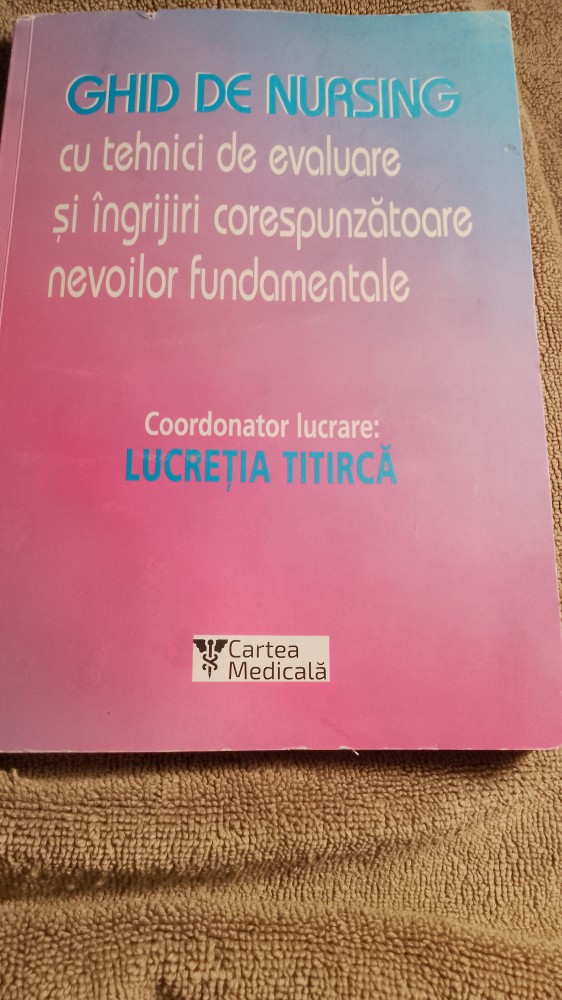 GHID DE NURSING
cu tehnici de evaluare
și îngrijiri corespunzătoare
nevoilor fundamentale
Coordonator lucrare:
LUCREȚIA TITIRCĂ
Cartea
Medicală